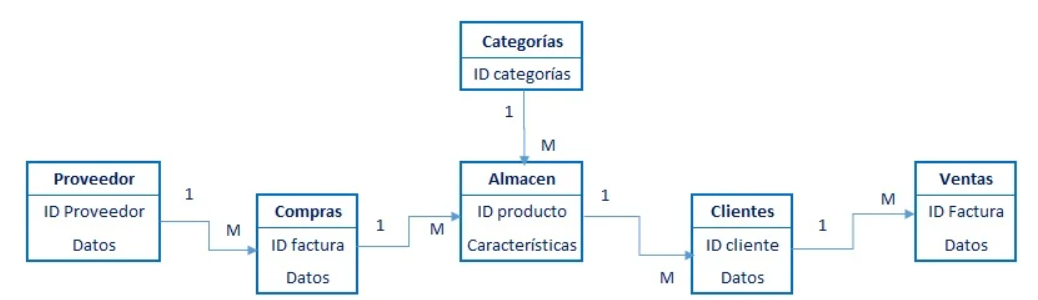 Categorías
ID categorías
1
M
Proveedor
ID Proveedor
Datos
1
M
Compras
ID factura
Datos
1
M
Almacen
ID producto
Características
1
M
Clientes
ID cliente
Datos
1
M
Ventas
ID Factura
Datos